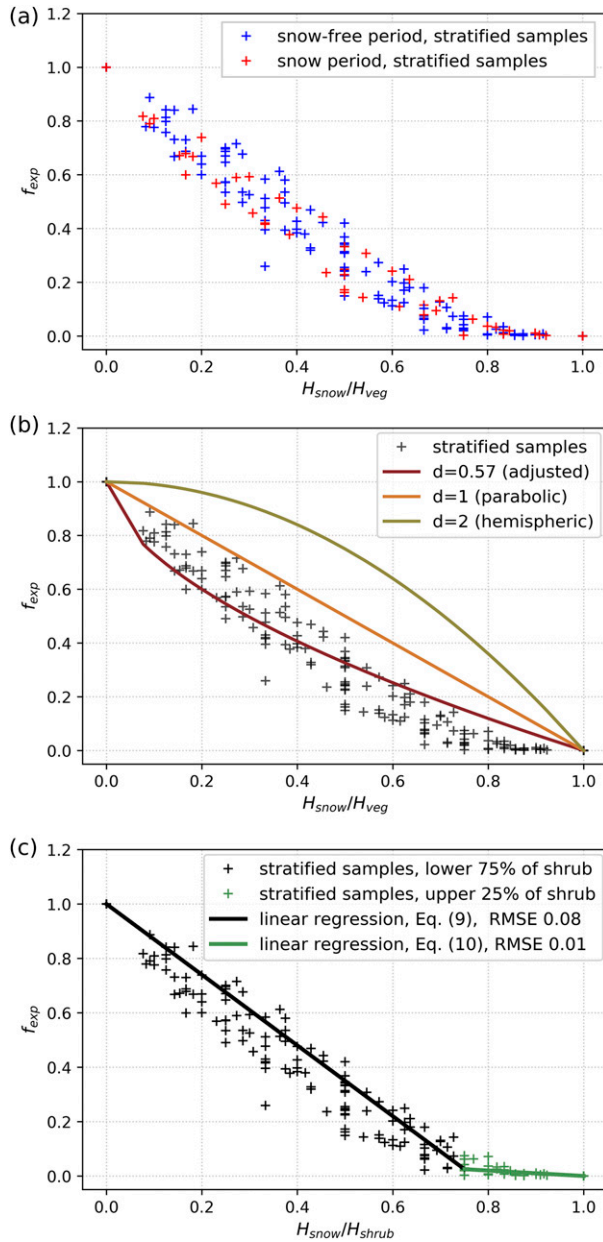 (a)
1.2
1.0
0.8
0.6
0.4
0.2
0.0
f_exp
snow-free period, stratified samples
snow period, stratified samples
0.0 0.2 0.4 0.6 0.8 1.0
H_snow/H_veg
(b)
1.2
1.0
0.8
0.6
0.4
0.2
0.0
f_exp
stratified samples
d=0.57 (adjusted)
d=1 (parabolic)
d=2 (hemispheric)
0.0 0.2 0.4 0.6 0.8 1.0
H_snow/H_veg
(c)
1.2
1.0
0.8
0.6
0.4
0.2
0.0
f_exp
stratified samples, lower 75% of shrub
stratified samples, upper 25% of shrub
linear regression, Eq. (9), RMSE 0.08
linear regression, Eq. (10), RMSE 0.01
0.0 0.2 0.4 0.6 0.8 1.0
H_snow/H_shrub